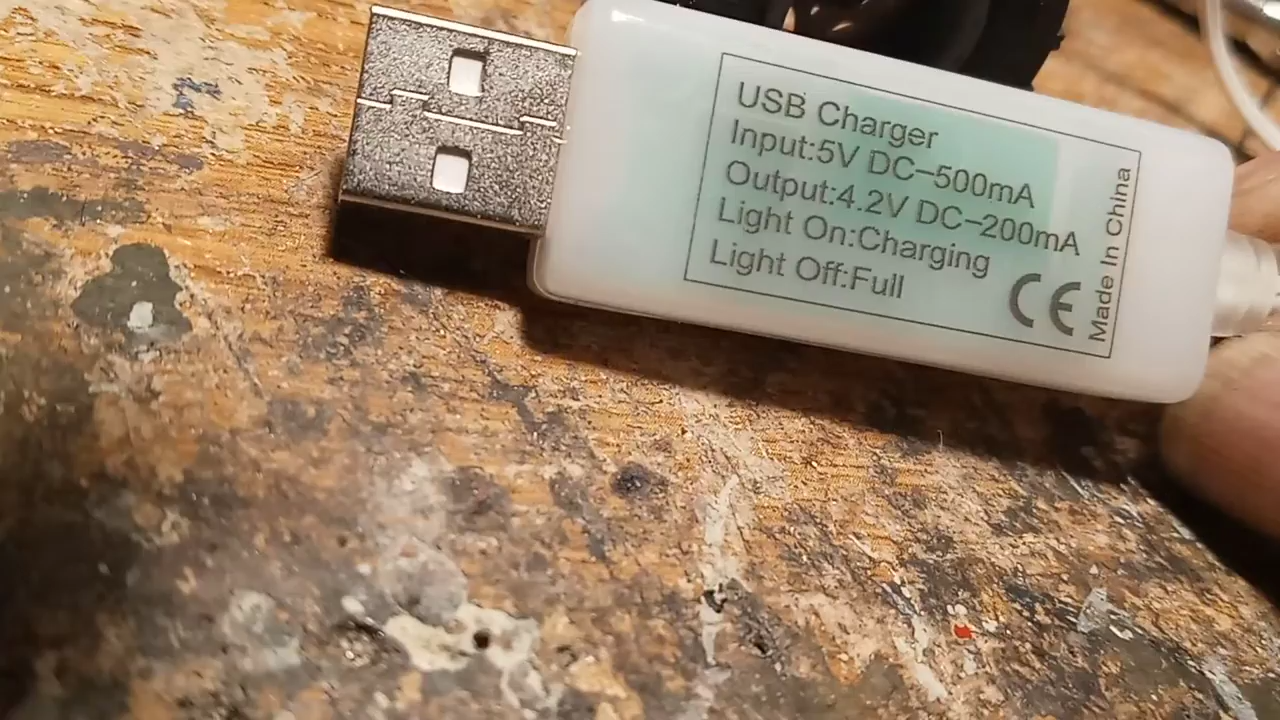 USB Charger
Input:5V DC-500mA
Output:4.2V DC-200mA
Light On:Charging
Light Off:Full
CE
Made In China